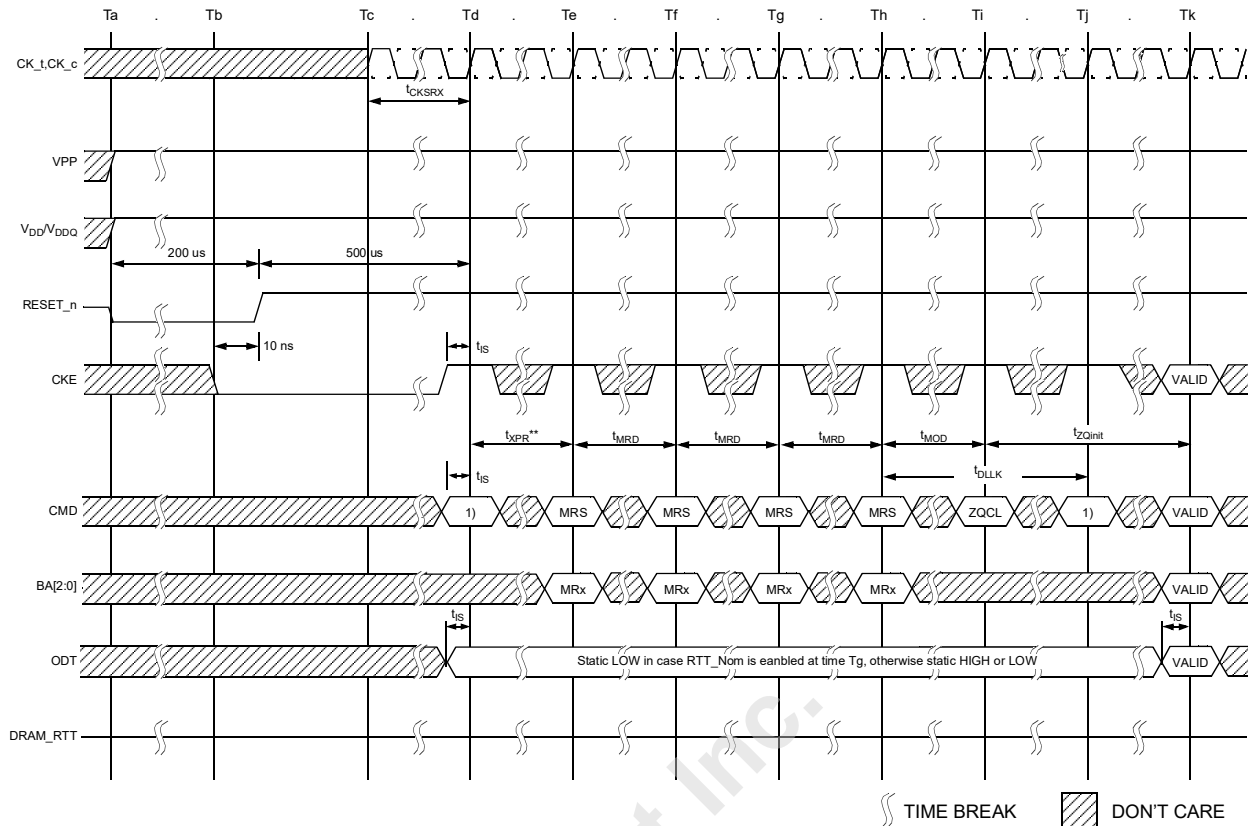 Ta . Tb Tc . Td . Te . Tf . Tg . Th . Ti . Tj . Tk
CK_t,CK_c
tCKSRX
VPP
VDD/VDDQ
200 us 500 us
RESET_n
10 ns tIS
CKE VALID
tXPR** tMRD tMRD tMRD tMOD tZQinit
tIS tDLLK
CMD 1) MRS MRS MRS MRS ZQCL 1) VALID
BA[2:0] MRx MRx MRx MRx VALID
tIS tIS
ODT Static LOW in case RTT_Nom is eanbled at time Tg, otherwise static HIGH or LOW VALID
DRAM_RTT
TIME BREAK DON'T CARE
Inc.